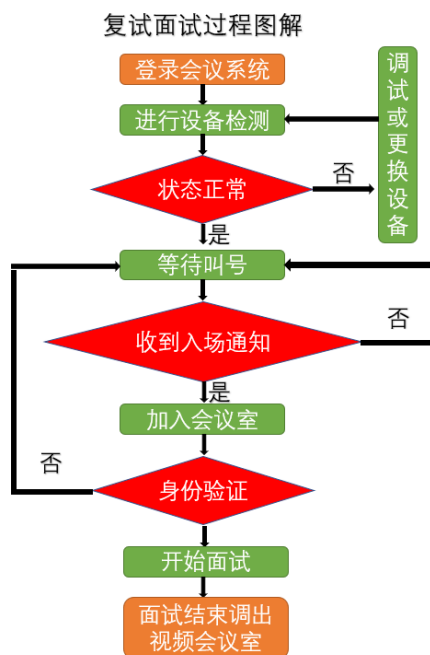 复试面试过程图解
登录会议系统
进行设备检测
调试或更换设备
状态正常
否
是
等待叫号
收到入场通知
否
是
加入会议室
否
身份验证
开始面试
面试结束调出
视频会议室